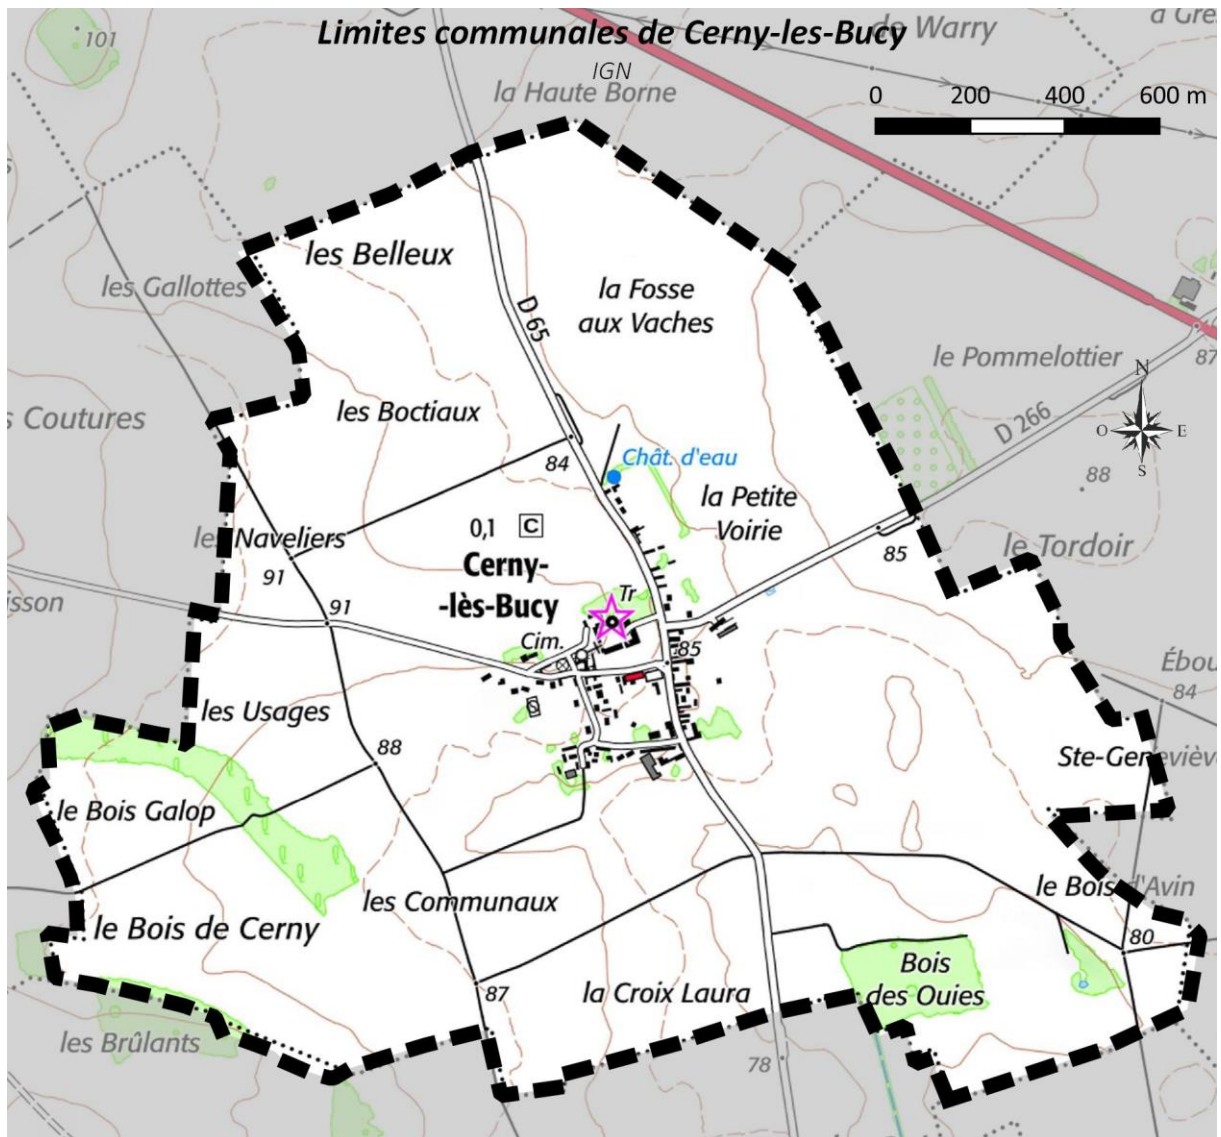 Limites communales de Cerny-les-Bucy
de Warry
101
IGN
la Haute Borne
0 200 400 600 m
les Belleux
les Gallottes
la Fosse
aux Vaches
D 65
le Pommelottier
87
N
O E
S
s Coutures
les Boctiaux
D 266
84
Chât. d'eau
88
la Petite
Voirie
0,1 C
les Naveliers
85
le Tordoir
91
Cerny-
-lès-Bucy
isson
91
Tr
Cim.
85
Ébou
84
les Usages
88
Ste-Geneviève
le Bois Galop
le Bois d'Avin
les Communaux
le Bois de Cerny
80
Bois
des Ouies
87
la Croix Laura
les Brûlants
78